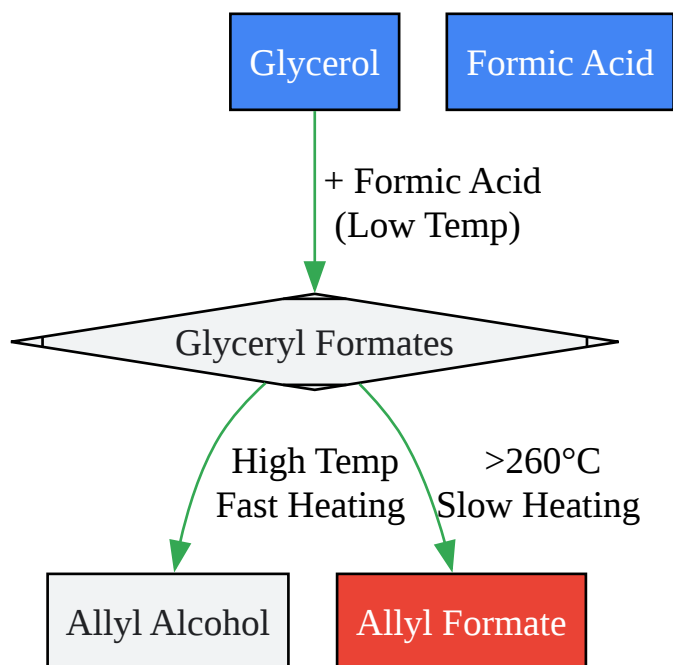 Glycerol
Formic Acid
+ Formic Acid
(Low Temp)
Glyceryl Formates
High Temp
Fast Heating
>260°C
Slow Heating
Allyl Alcohol
Allyl Formate